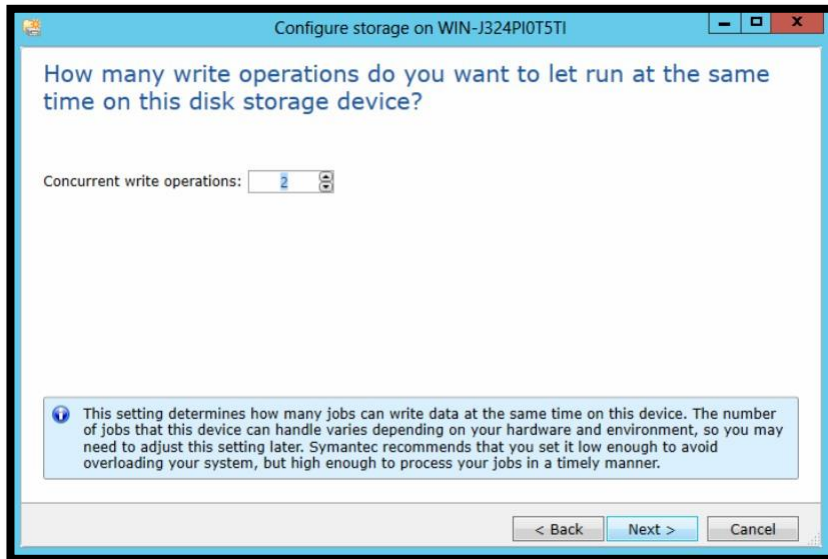 Configure storage on WIN-J324PI0T5TI
How many write operations do you want to let run at the same
time on this disk storage device?
Concurrent write operations: 2
This setting determines how many jobs can write data at the same time on this device. The number
of jobs that this device can handle varies depending on your hardware and environment, so you may
need to adjust this setting later. Symantec recommends that you set it low enough to avoid
overloading your system, but high enough to process your jobs in a timely manner.
< Back Next > Cancel